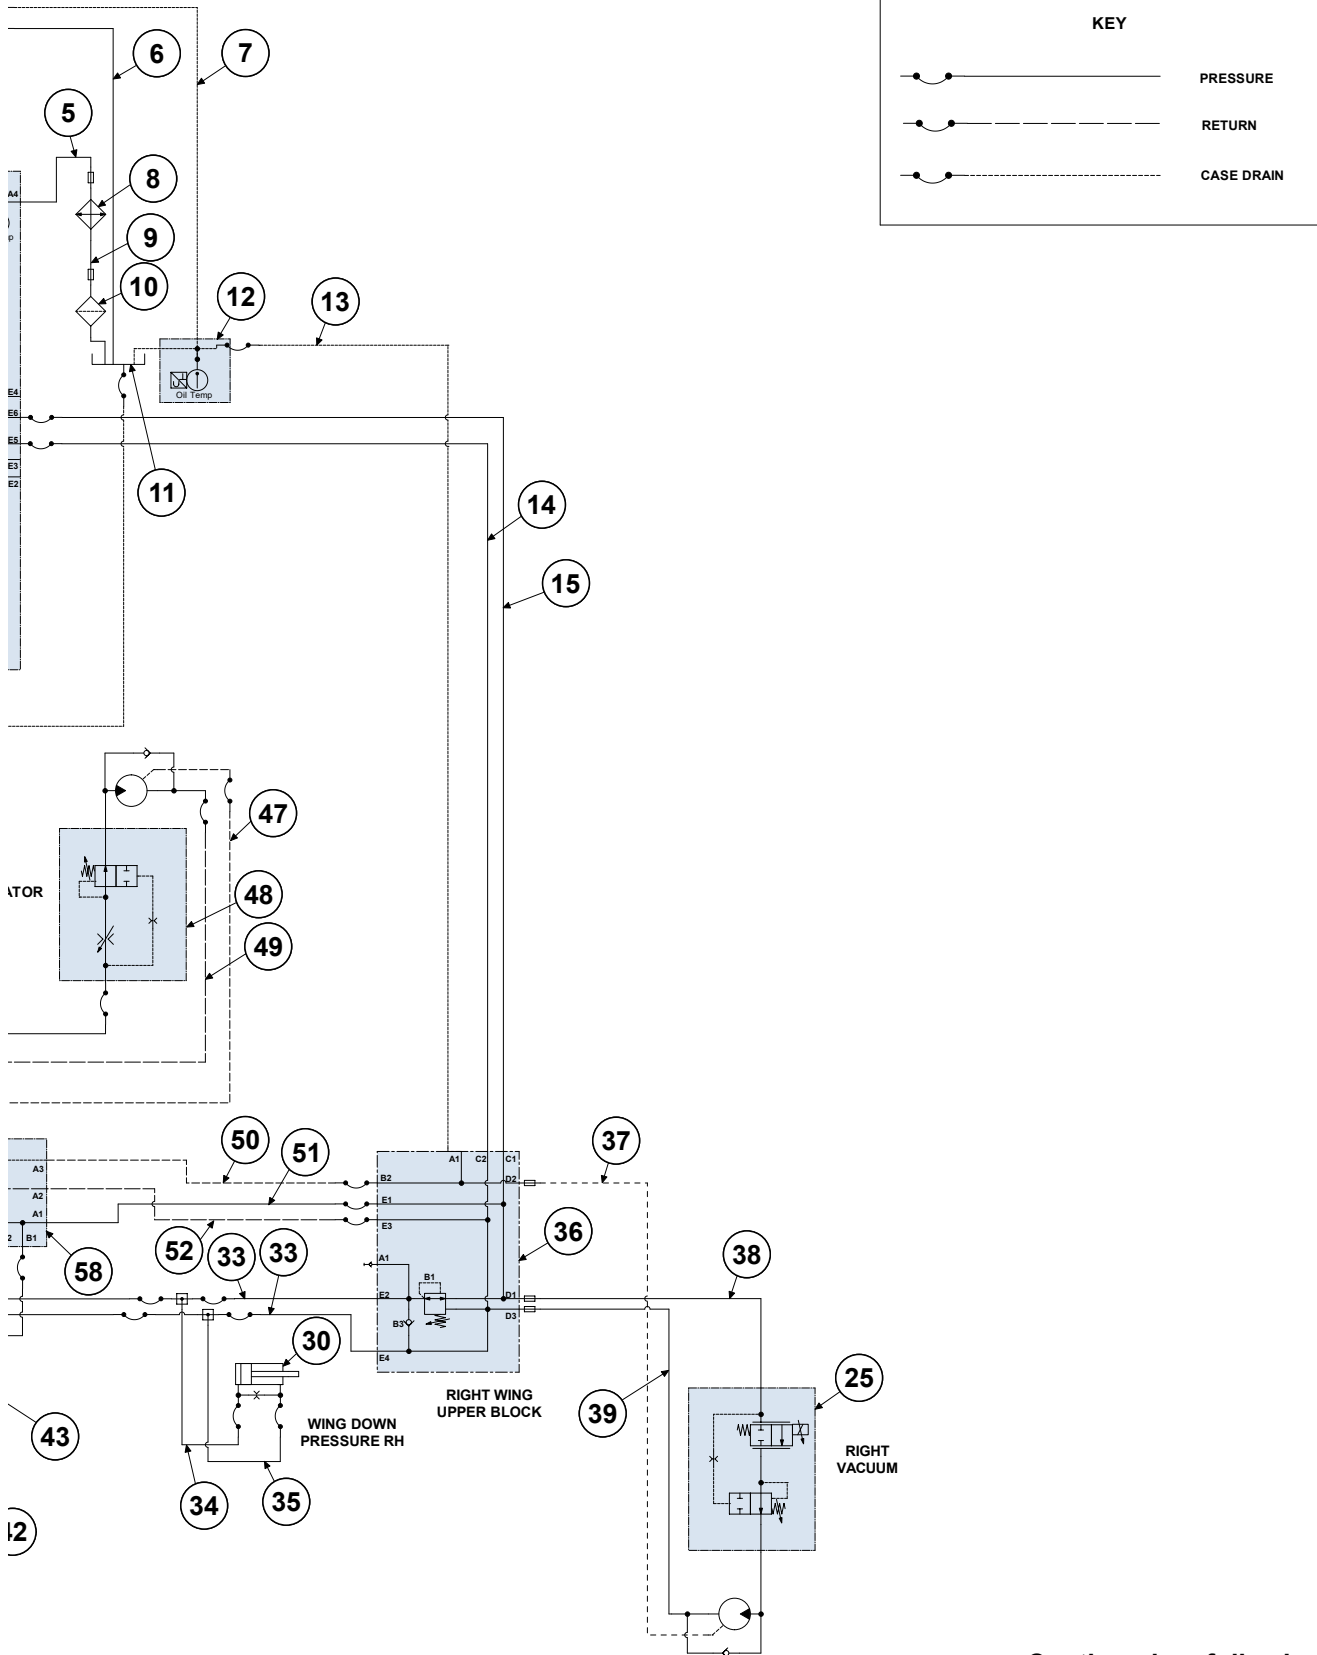 KEY
PRESSURE
RETURN
CASE DRAIN
6
7
5
8
A4
9
10
12
13
Oil Temp
E4
E6
E5
E3
E2
11
14
15
47
48
49
50
51
37
A3
A2
A1
B1
A1
C2
C1
B2
D2
E1
E3
36
58
52
33
33
38
A1
B1
E2
D1
B3
D3
E4
30
RIGHT WING
UPPER BLOCK
WING DOWN
PRESSURE RH
39
25
RIGHT
VACUUM
43
34
35